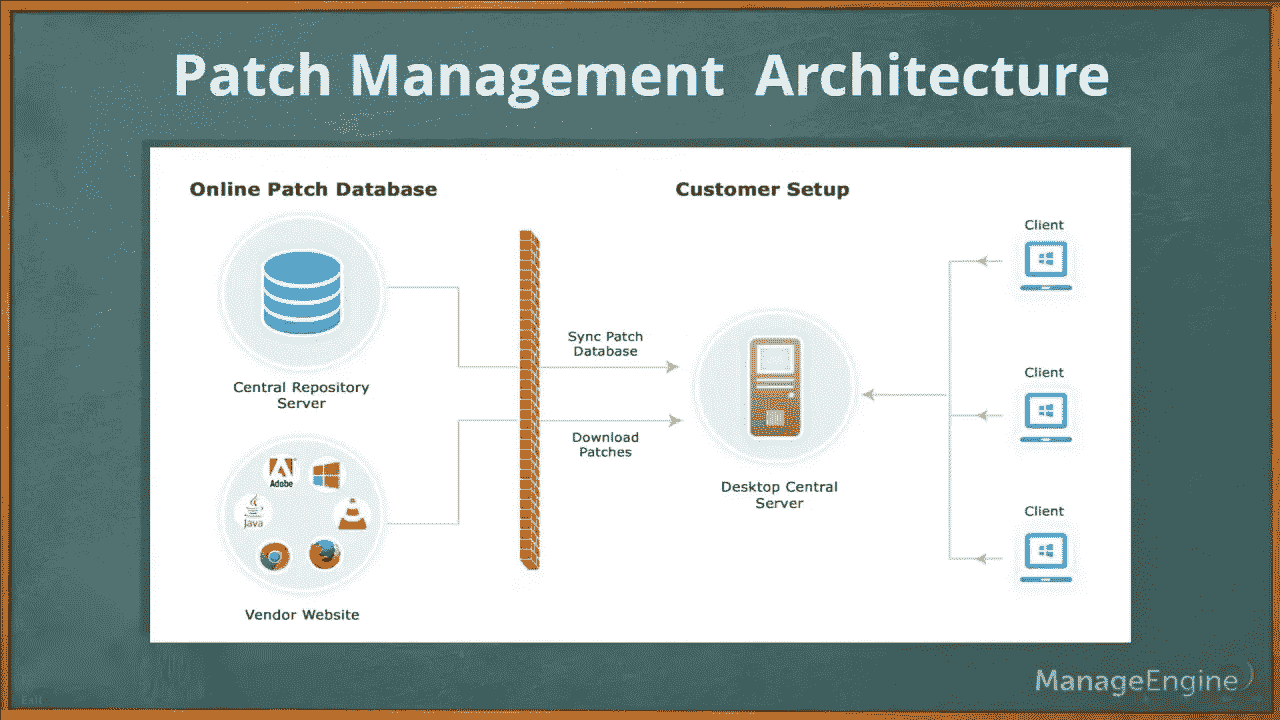 Patch Management Architecture
Online Patch Database
Customer Setup
Central Repository
Server
Adobe
Java
Vendor Website
Sync Patch
Database
Download
Patches
Desktop Central
Server
Client
Client
Client
ManageEngine
Exit